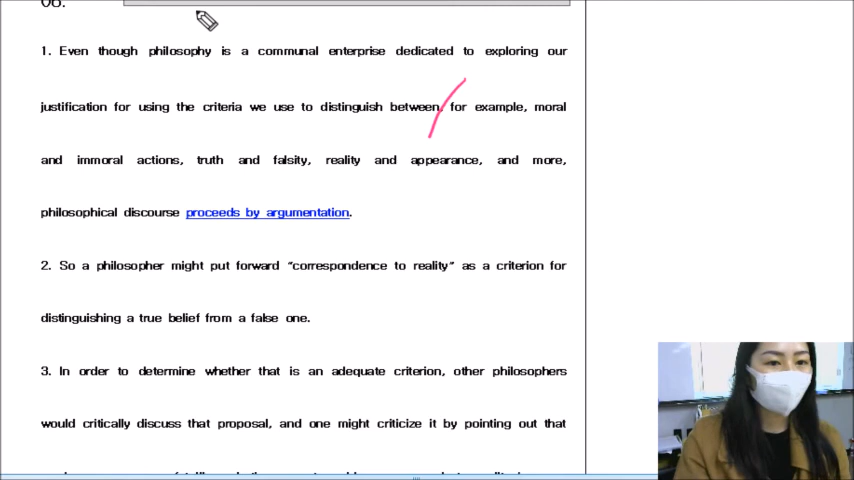 06.
1. Even though philosophy is a communal enterprise dedicated to exploring our
justification for using the criteria we use to distinguish between, for example, moral
and immoral actions, truth and falsity, reality and appearance, and more,
philosophical discourse proceeds by argumentation.
2. So a philosopher might put forward “correspondence to reality” as a criterion for
distinguishing a true belief from a false one.
3. In order to determine whether that is an adequate criterion, other philosophers
would critically discuss that proposal, and one might criticize it by pointing out that